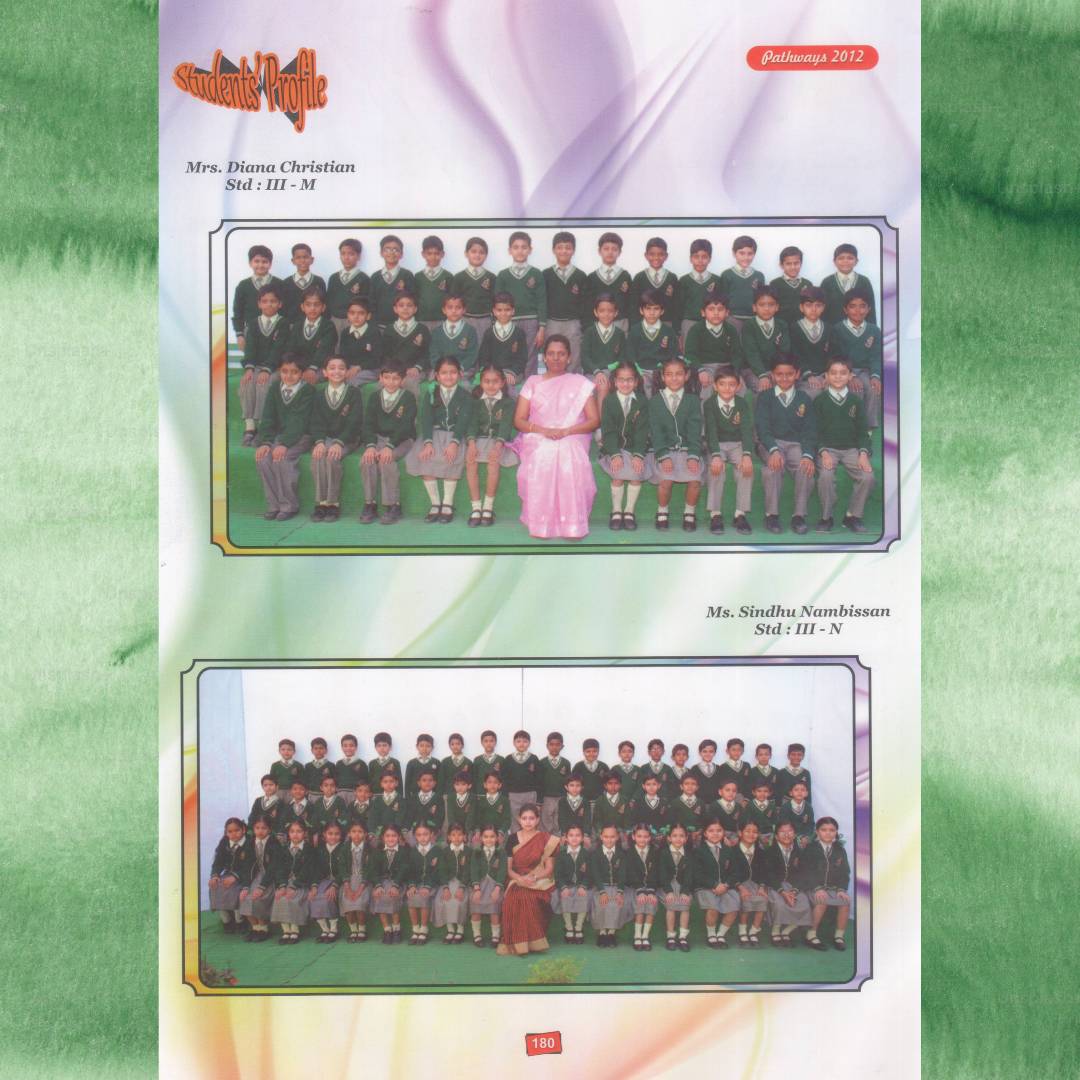 Students' Profile
Pathways 2012
Mrs. Diana Christian
Std : III - M
Ms. Sindhu Nambissan
Std : III - N
180